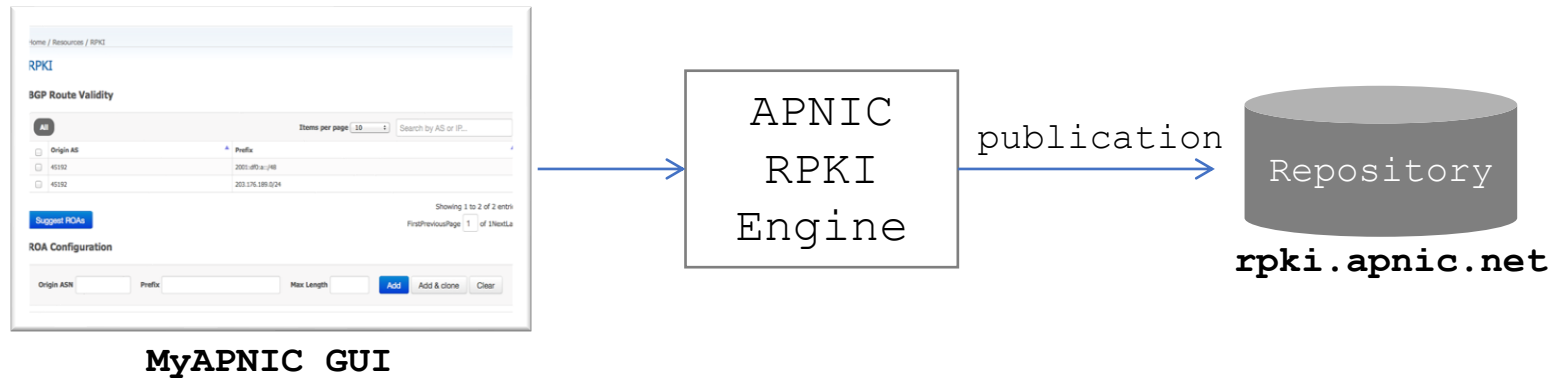 Home / Resources / RPKI
RPKI
BGP Route Validity
All
Items per page 10
Search by AS or IP...
Origin AS
Prefix
45192
2001:df0:a::/48
45192
203.176.189.0/24
Showing 1 to 2 of 2 entrie
Suggest ROAs
FirstPreviousPage 1 of 1NextLa
ROA Configuration
Origin ASN
Prefix
Max Length
Add
Add & clone
Clear
MyAPNIC GUI
APNIC
RPKI
Engine
publication
Repository
rpki.apnic.net